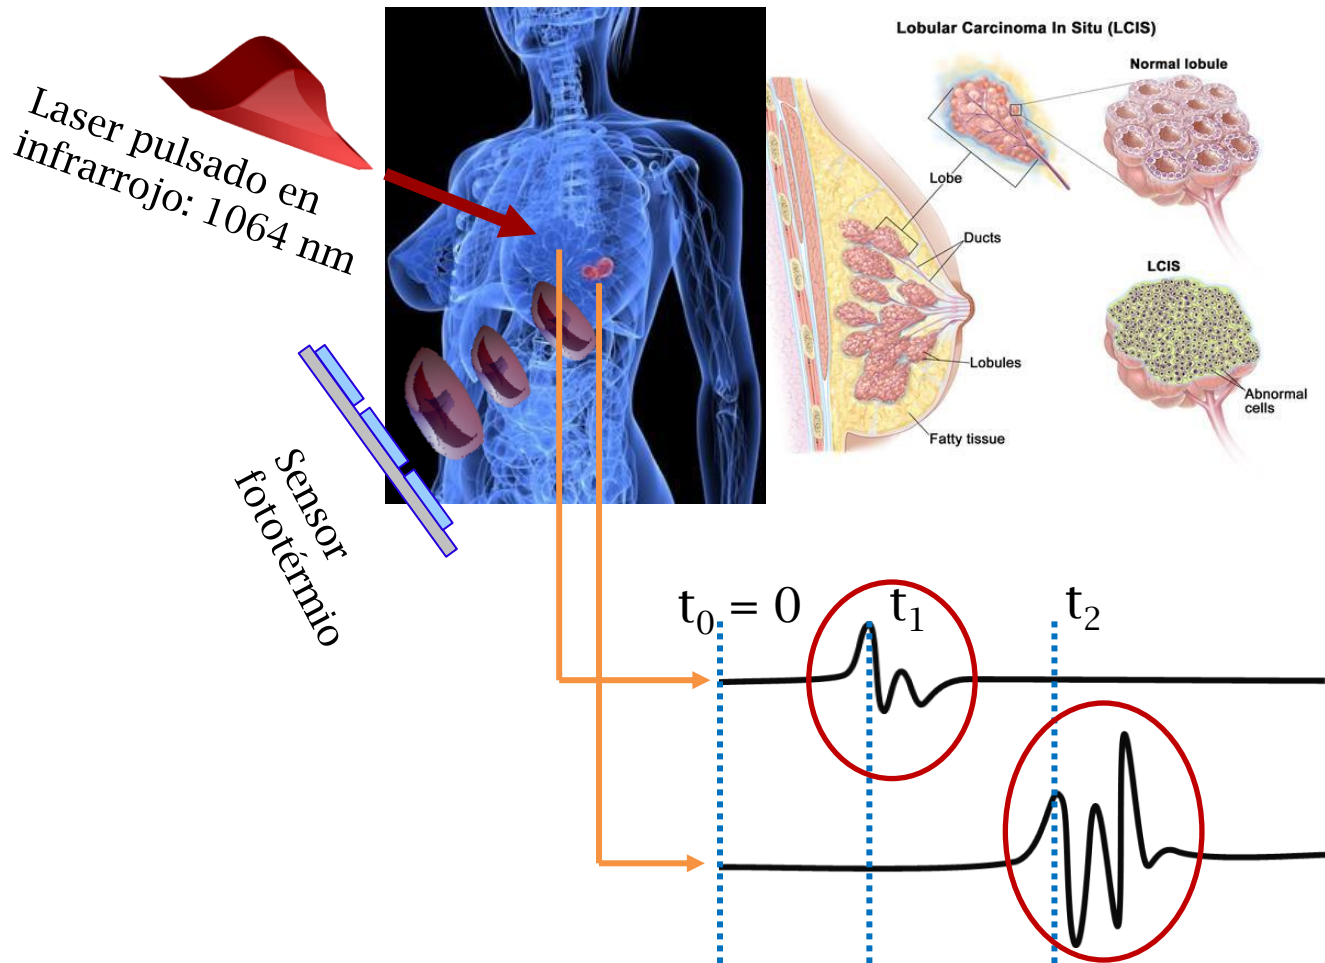 Laser pulsado en
infrarrojo: 1064 nm
Lobular Carcinoma In Situ (LCIS)
Normal lobule
Lobe
Ducts
LCIS
Lobules
Abnormal
cells
Fatty tissue
Sensor
fototérmio
t₀ = 0
t₁
t₂